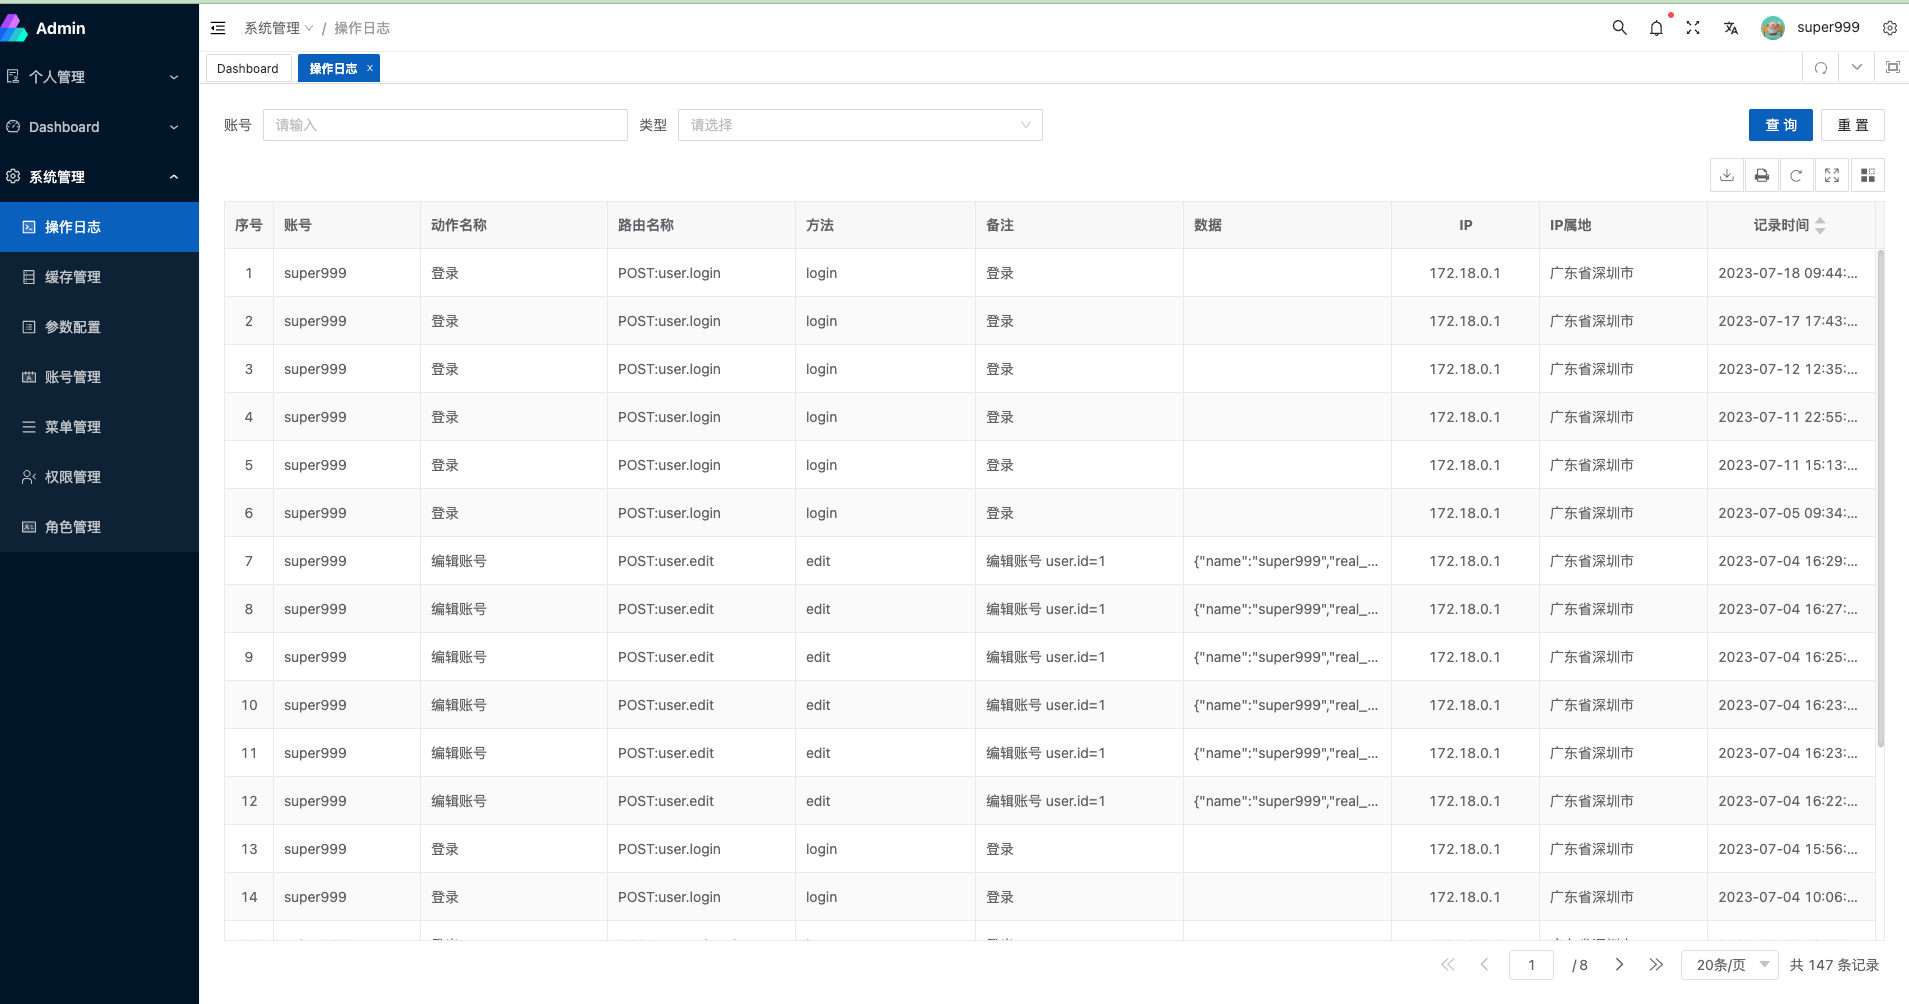 Admin
个人管理
Dashboard
系统管理
操作日志
缓存管理
参数配置
账号管理
菜单管理
权限管理
角色管理
系统管理 / 操作日志
super999
Dashboard 操作日志 x
账号 请输入 类型 请选择 查 询 重 置
序号 账号 动作名称 路由名称 方法 备注 数据 IP IP属地 记录时间
1 super999 登录 POST:user.login login 登录 172.18.0.1 广东省深圳市 2023-07-18 09:44:...
2 super999 登录 POST:user.login login 登录 172.18.0.1 广东省深圳市 2023-07-17 17:43:...
3 super999 登录 POST:user.login login 登录 172.18.0.1 广东省深圳市 2023-07-12 12:35:...
4 super999 登录 POST:user.login login 登录 172.18.0.1 广东省深圳市 2023-07-11 22:55:...
5 super999 登录 POST:user.login login 登录 172.18.0.1 广东省深圳市 2023-07-11 15:13:...
6 super999 登录 POST:user.login login 登录 172.18.0.1 广东省深圳市 2023-07-05 09:34:...
7 super999 编辑账号 POST:user.edit edit 编辑账号 user.id=1 {"name":"super999","real_... 172.18.0.1 广东省深圳市 2023-07-04 16:29:...
8 super999 编辑账号 POST:user.edit edit 编辑账号 user.id=1 {"name":"super999","real_... 172.18.0.1 广东省深圳市 2023-07-04 16:27:...
9 super999 编辑账号 POST:user.edit edit 编辑账号 user.id=1 {"name":"super999","real_... 172.18.0.1 广东省深圳市 2023-07-04 16:25:...
10 super999 编辑账号 POST:user.edit edit 编辑账号 user.id=1 {"name":"super999","real_... 172.18.0.1 广东省深圳市 2023-07-04 16:23:...
11 super999 编辑账号 POST:user.edit edit 编辑账号 user.id=1 {"name":"super999","real_... 172.18.0.1 广东省深圳市 2023-07-04 16:23:...
12 super999 编辑账号 POST:user.edit edit 编辑账号 user.id=1 {"name":"super999","real_... 172.18.0.1 广东省深圳市 2023-07-04 16:22:...
13 super999 登录 POST:user.login login 登录 172.18.0.1 广东省深圳市 2023-07-04 15:56:...
14 super999 登录 POST:user.login login 登录 172.18.0.1 广东省深圳市 2023-07-04 10:06:...
1 /8 20条/页 共 147 条记录